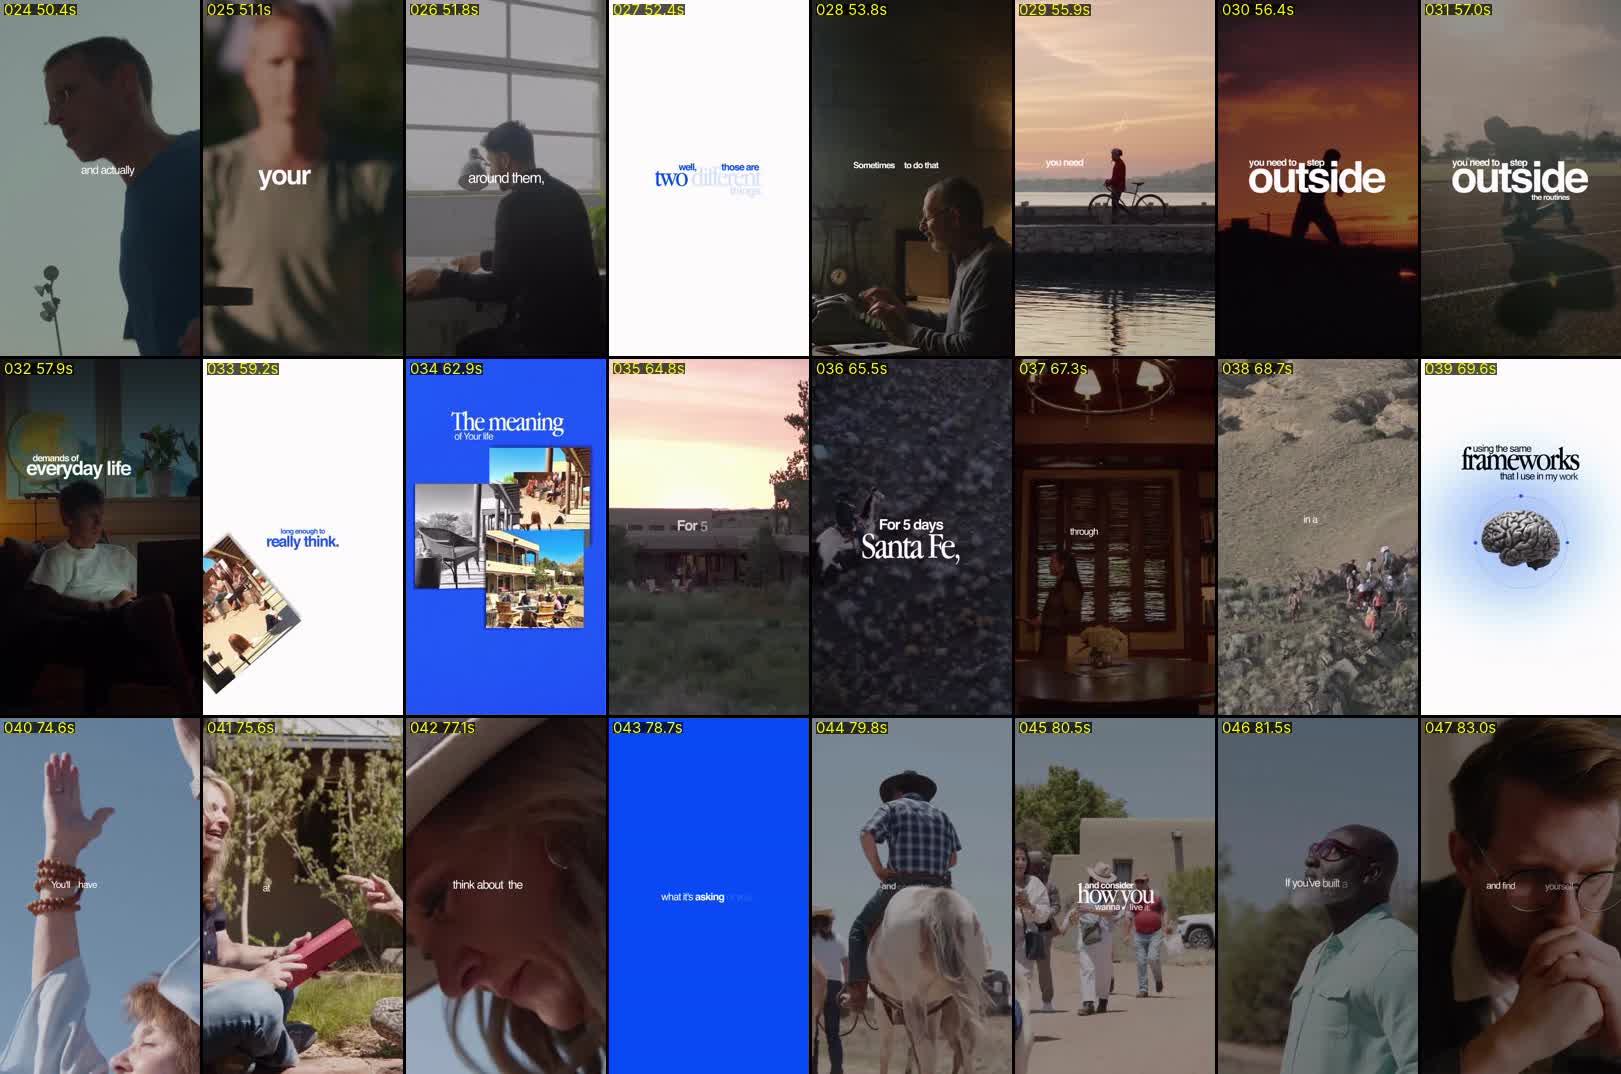 024 50.4s
and actually
025 51.1s
your
026 51.8s
around them,
027 52.4s
well, those are
two different
things.
028 53.8s
Sometimes to do that
029 55.9s
you need
030 56.4s
you need to step
outside
031 57.0s
you need to step
outside
the routines
032 57.9s
demands of
everyday life
033 59.2s
long enough to
really think.
034 62.9s
The meaning
of Your life
035 64.8s
For 5
036 65.5s
For 5 days
Santa Fe,
037 67.3s
through
038 68.7s
in a
039 69.6s
using the same
frameworks
that I use in my work
040 74.6s
You'll have
041 75.6s
at
042 77.1s
think about the
043 78.7s
what it's asking
044 79.8s
and
045 80.5s
and consider
how you
wanna live it.
046 81.5s
If you've built a
047 83.0s
and find yourself